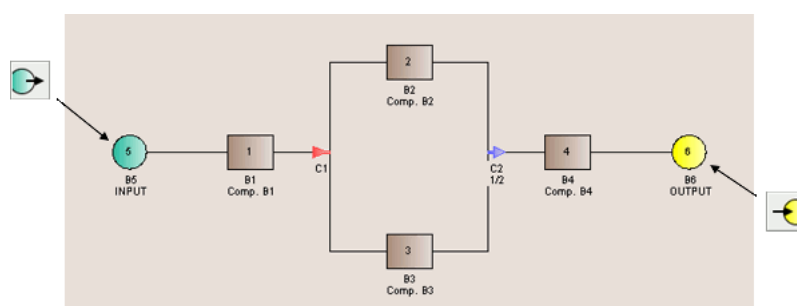 2
B2
Comp. B2
5
B5
INPUT
1
B1
Comp. B1
C1
C2
1/2
4
B4
Comp. B4
6
B6
OUTPUT
3
B3
Comp. B3